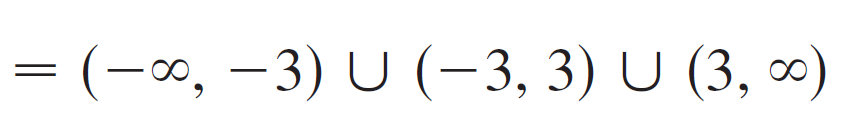 = (−∞, −3) ∪ (−3, 3) ∪ (3, ∞)